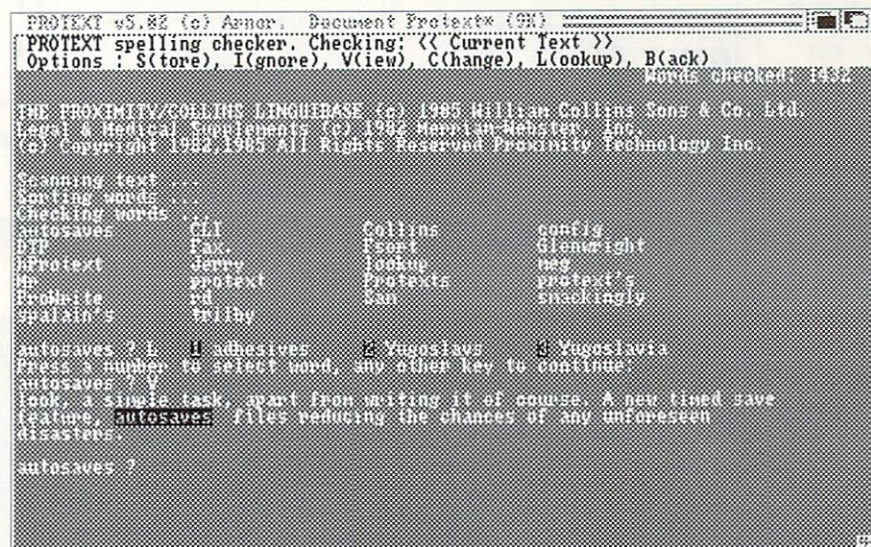 PROTEXT v5.02 (c) Arnor. Document Protext* (9K)
PROTEXT spelling checker. Checking: << Current Text >>
Options : S(tore), I(gnore), V(iew), C(hange), L(ookup), B(ack)
Words checked: 1432
THE PROXIMITY/COLLINS LINGUIBASE (c) 1985 William Collins Sons & Co. Ltd.
Legal & Medical Supplements (c) 1982 Merriam-Webster, Inc.
(c) Copyright 1982,1985 All Rights Reserved Proximity Technology Inc.
Scanning text ...
Sorting words ...
Checking words ...
autosaves CLI Collins config
DTP Fax. Fsort Glenwright
hProtext Jerry lookup meg
Mr protext Protexts protext's
ProWrite rd San smackingly
spalain's trilby
autosaves ? L 1 adhesives 2 Yugoslavs 3 Yugoslavia
Press a number to select word, any other key to continue:
autosaves ? V
look, a simple task, apart from writing it of course. A new timed save
feature, autosaves files reducing the chances of any unforeseen
disasters.
autosaves ?